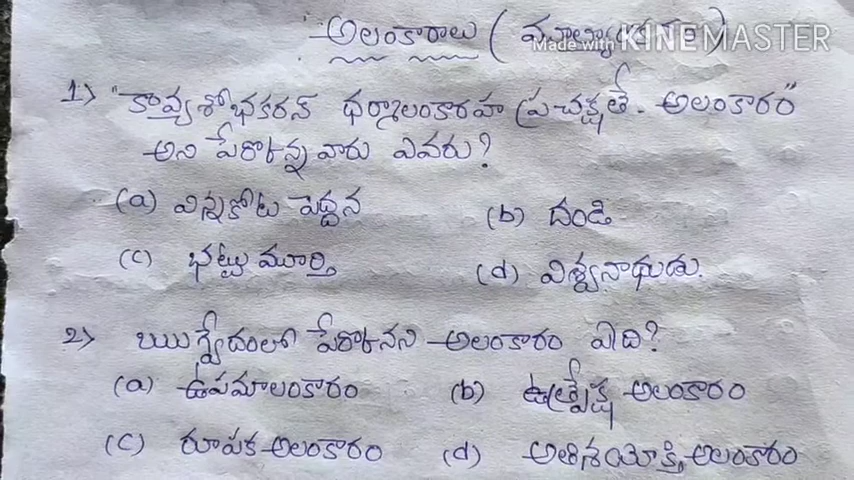 అలంకారాలు (
Made with KINEMASTER
1) "కావ్యశోభకరాన్ ధర్మాలంకారహ ప్రచక్షతే. అలంకారం"
అని పేర్కొన్న వారు ఎవరు?
(a) విన్నకోట పెద్దన (b) దండి
(c) భట్టు మూర్తి (d) విశ్వనాథుడు.
2) ఋగ్వేదంలో పేర్కొనని అలంకారం ఏది?
(a) ఉపమాలంకారం (b) ఉత్ప్రేక్ష అలంకారం
(c) రూపక అలంకారం (d) అతిశయోక్తి అలంకారం